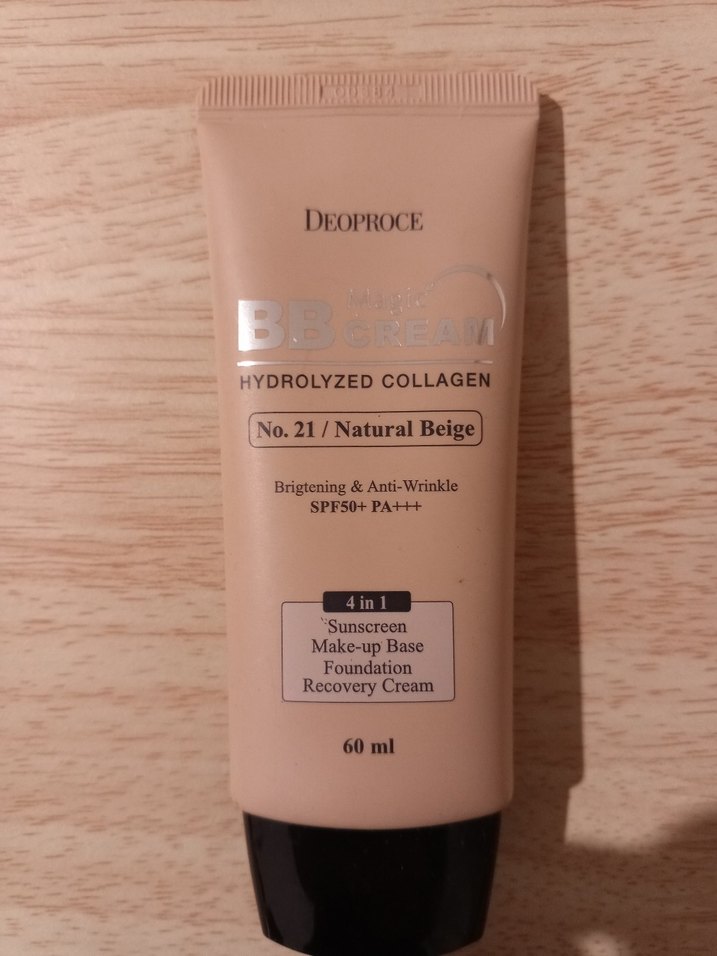 DEOPROCE
Magic
BB CREAM
HYDROLYZED COLLAGEN
No. 21 / Natural Beige
Brigtening & Anti-Wrinkle
SPF50+ PA+++
4 in 1
Sunscreen
Make-up Base
Foundation
Recovery Cream
60 ml